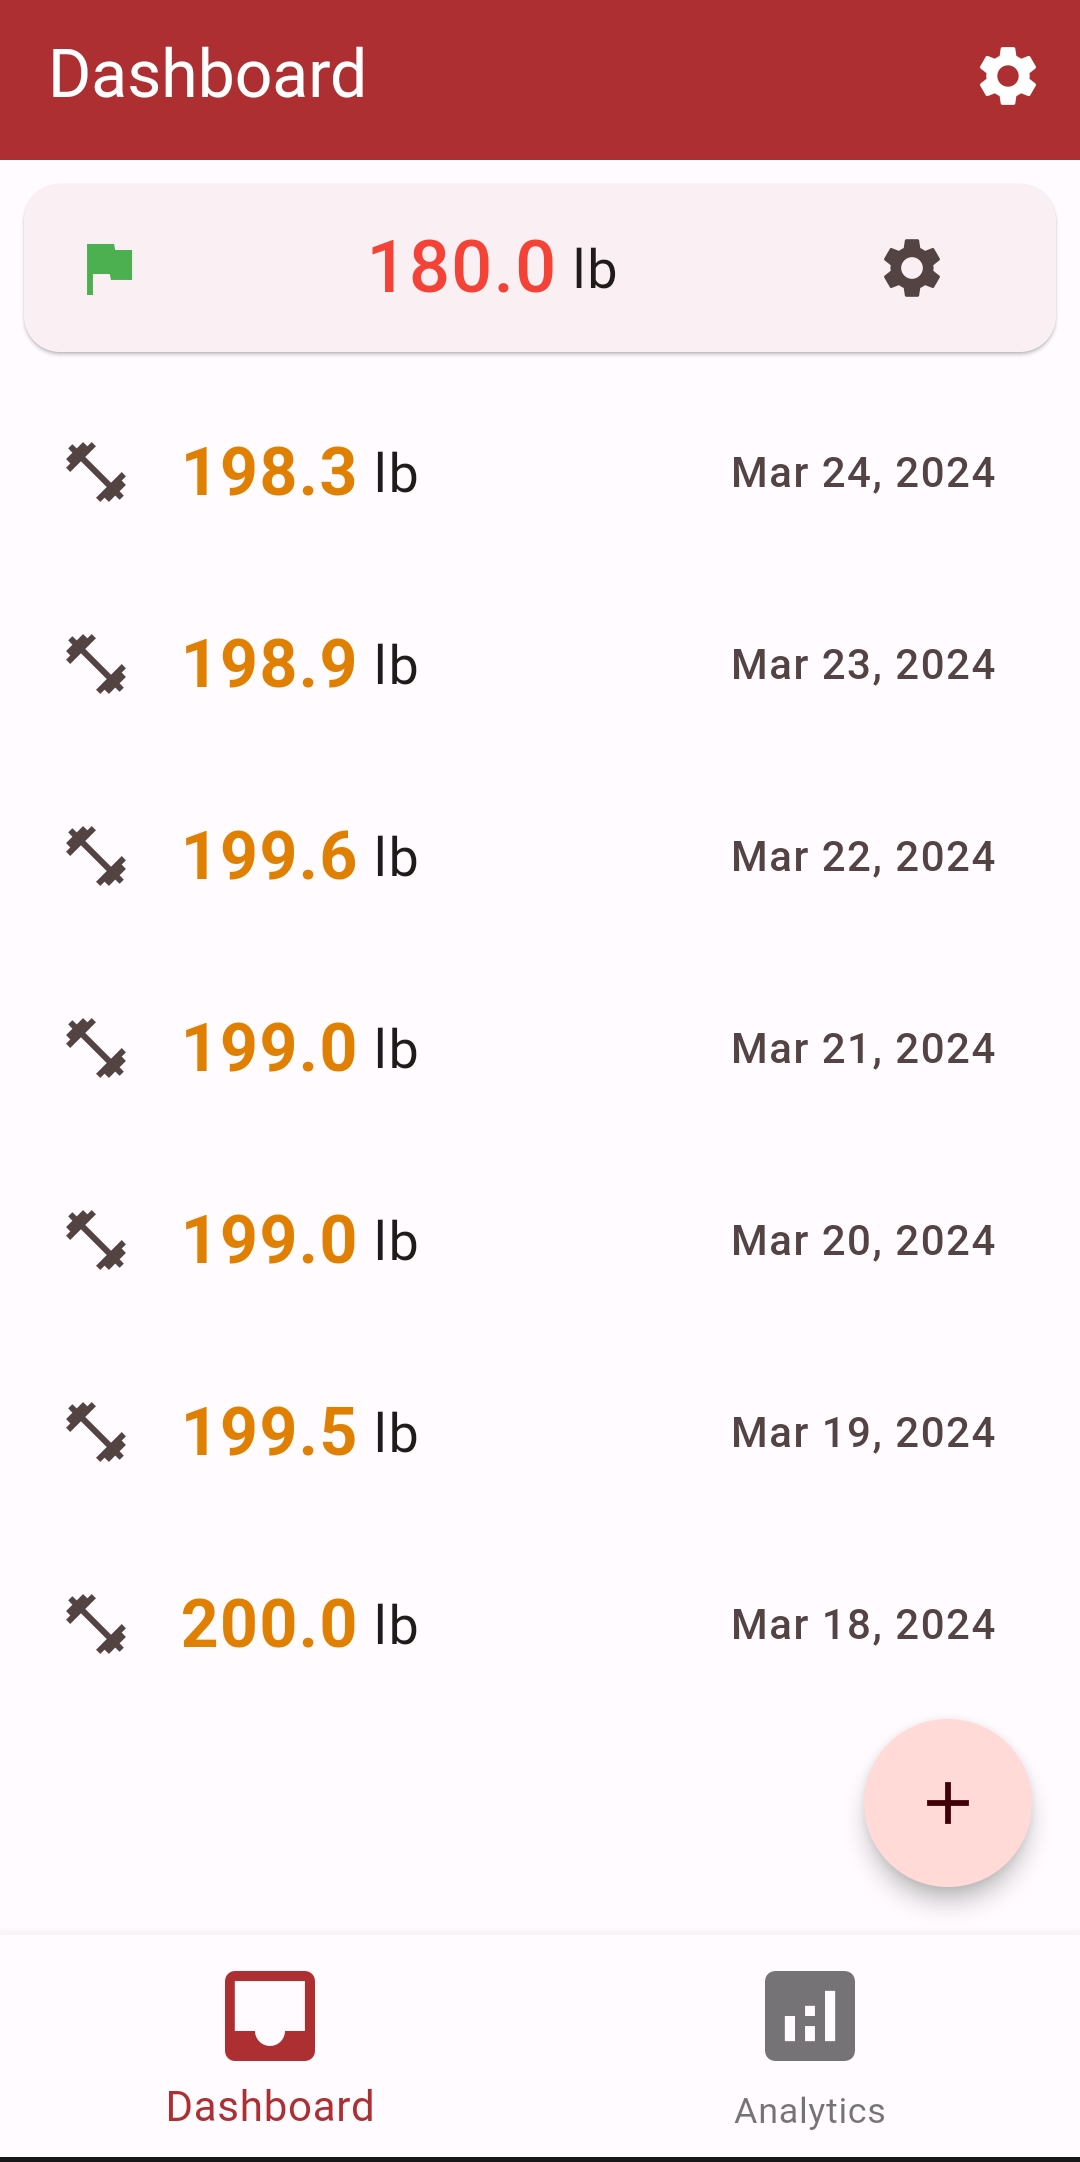 Dashboard
180.0 lb
198.3 lb Mar 24, 2024
198.9 lb Mar 23, 2024
199.6 lb Mar 22, 2024
199.0 lb Mar 21, 2024
199.0 lb Mar 20, 2024
199.5 lb Mar 19, 2024
200.0 lb Mar 18, 2024
Dashboard Analytics